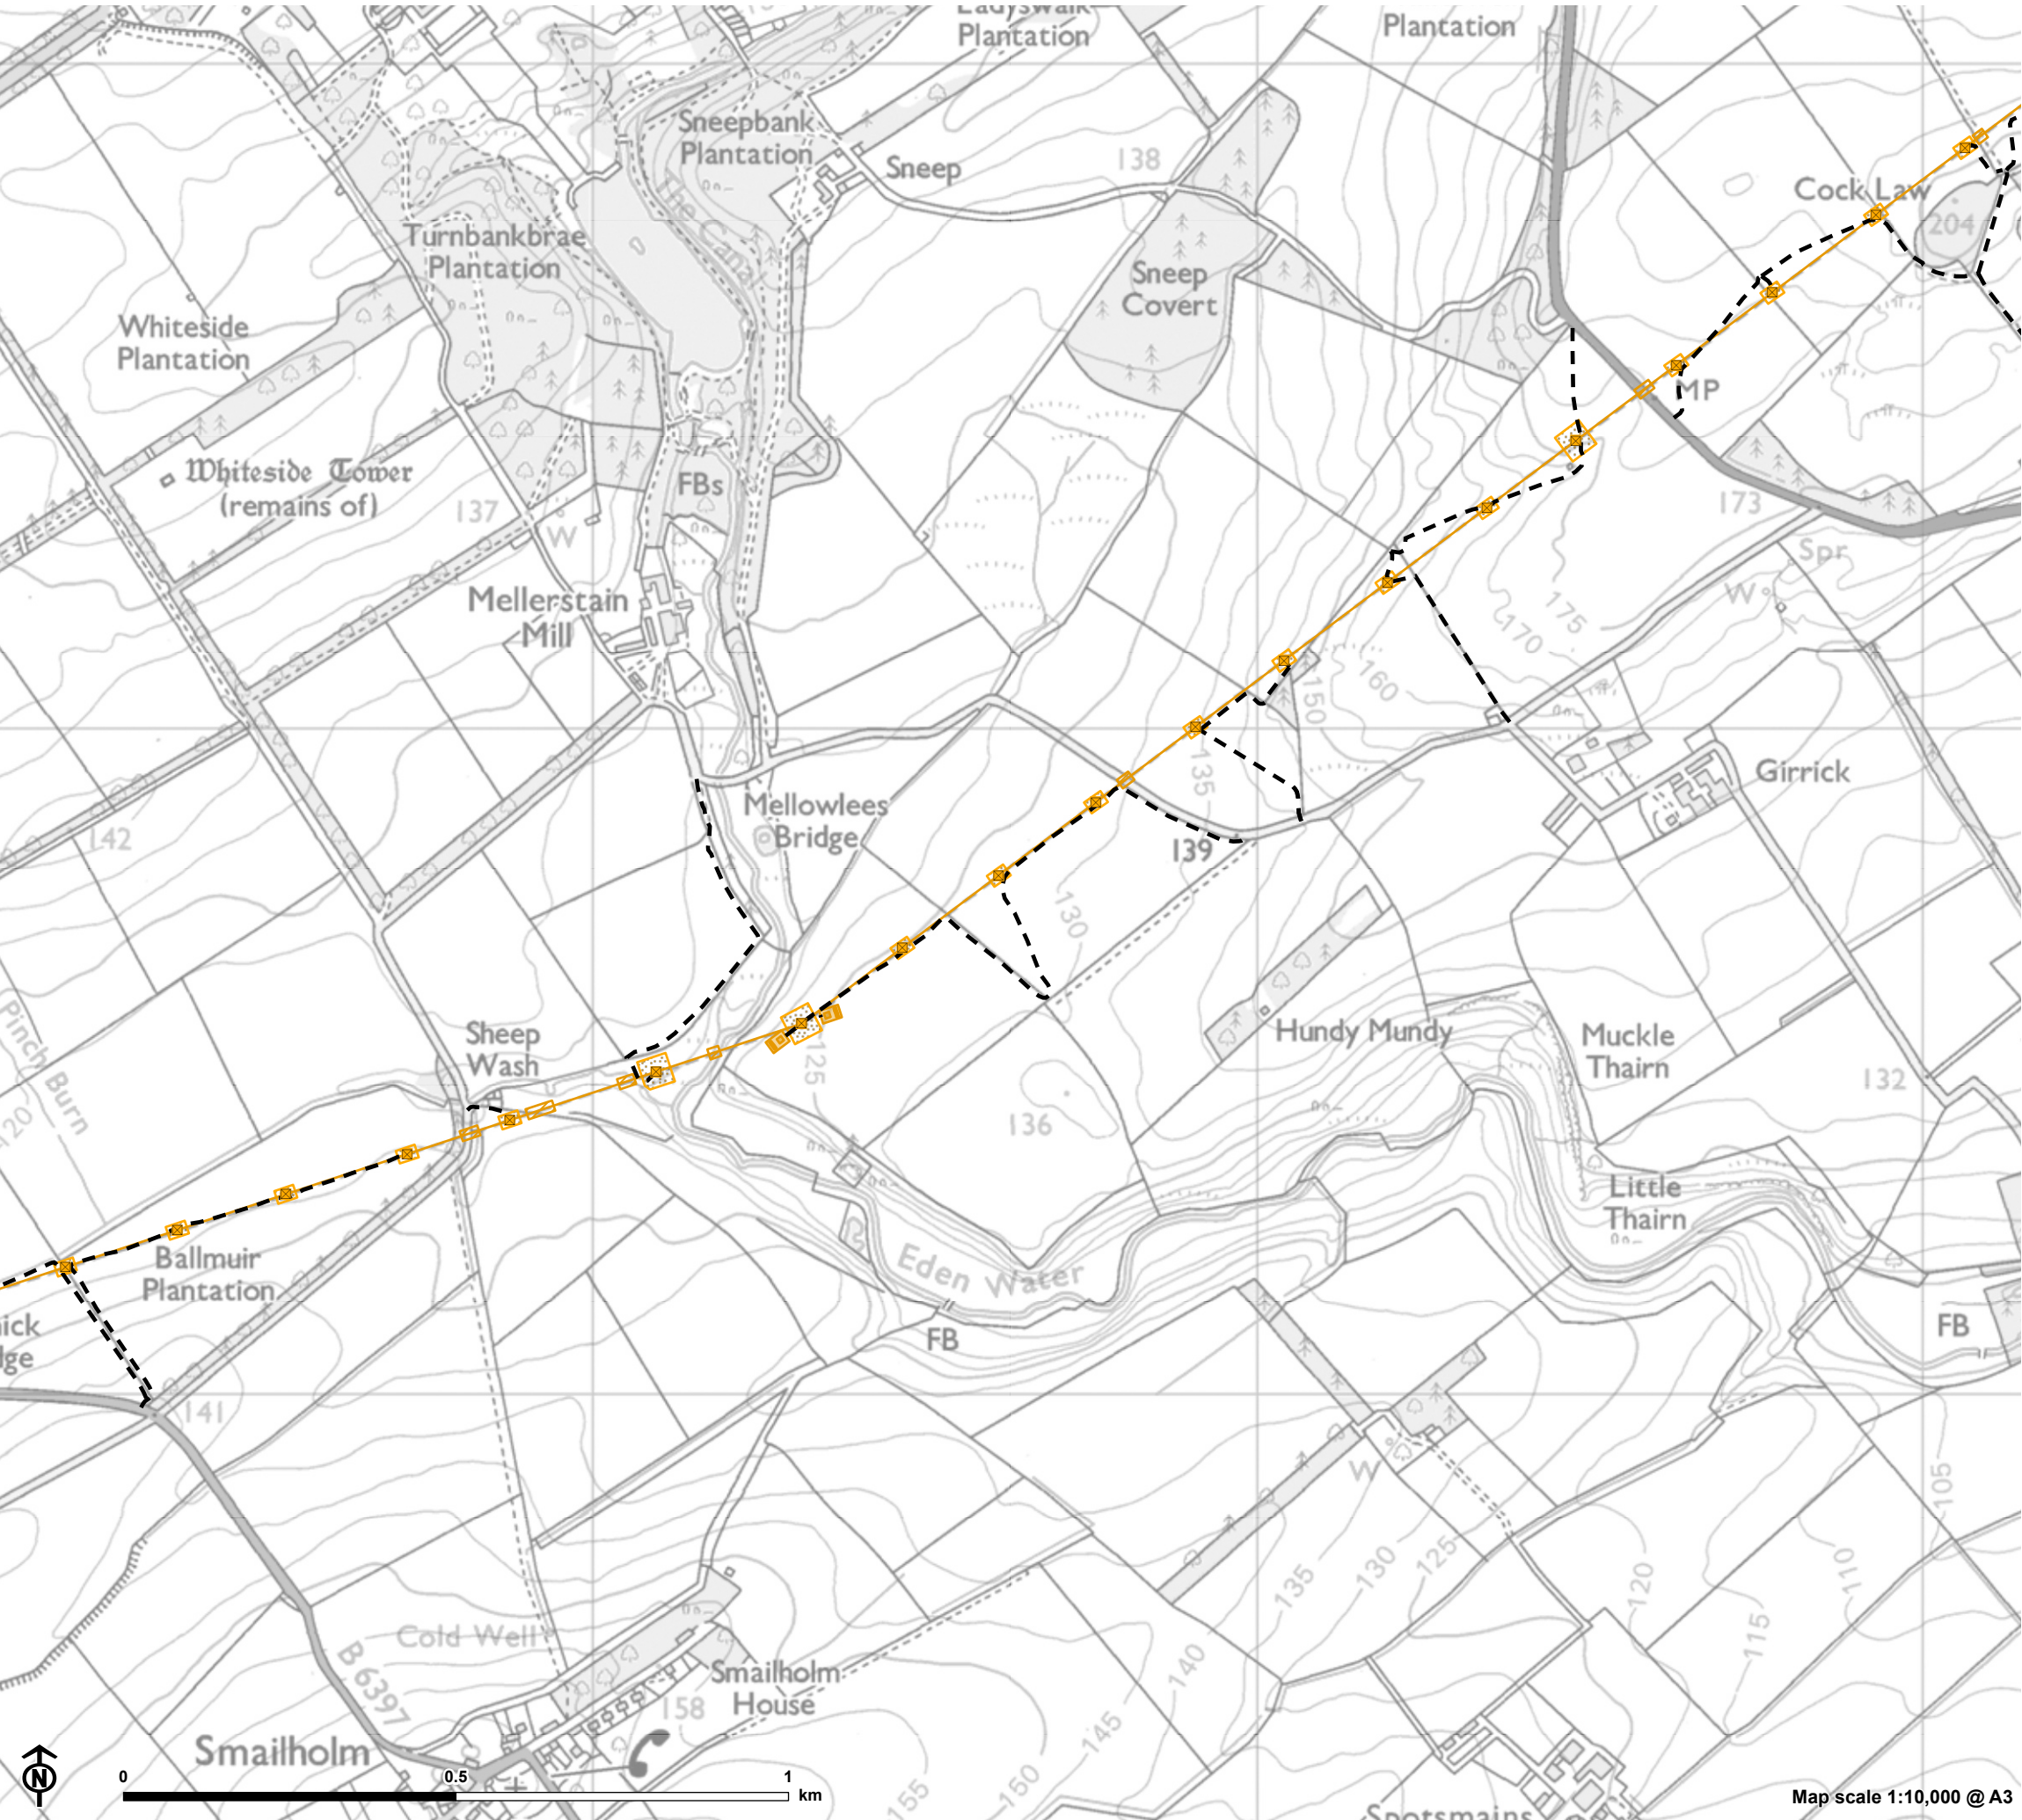 Plantation
Plantation
Sneepbank
Plantation
Sneep
138
The Canal
Cock Law
204
Turnbankbrae
Plantation
Sneep
Covert
Whiteside
Plantation
MP
Whiteside Tower
(remains of)
137
W
FBs
173
Spr
W
Mellerstain
Mill
175
170
160
150
135
Girrick
Mellowlees
Bridge
142
139
130
Pinch Burn
120
Sheep
Wash
125
Hundy Mundy
Muckle
Thairn
132
136
Little
Thairn
Ballmuir
Plantation
Eden Water
FB
FB
141
W
105
135
130
125
120
110
115
Cold Well
B 6397
Smailholm
House
158
140
145
150
155
Smailholm
Spotsmains
N
0
0.5
1
km
Map scale 1:10,000 @ A3